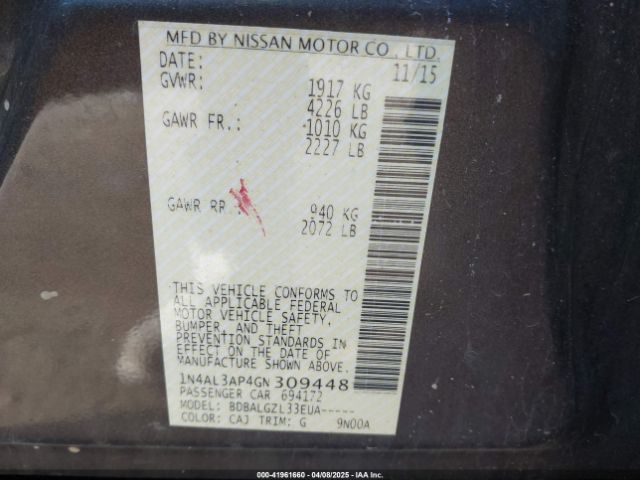 MFD BY NISSAN MOTOR CO., LTD.
DATE: 11/15
GVWR: 1917 KG
4226 LB
GAWR FR.: 1010 KG
2227 LB
GAWR RR.: 940 KG
2072 LB
THIS VEHICLE CONFORMS TO
ALL APPLICABLE FEDERAL
MOTOR VEHICLE SAFETY,
BUMPER, AND THEFT
PREVENTION STANDARDS IN
EFFECT ON THE DATE OF
MANUFACTURE SHOWN ABOVE.
1N4AL3AP4GN309448
PASSENGER CAR 694172
MODEL: BDBALGZL33EUA-----
COLOR: CAJ TRIM: G 9N00A
000-41961660 - 04/08/2025 - IAAI.COM